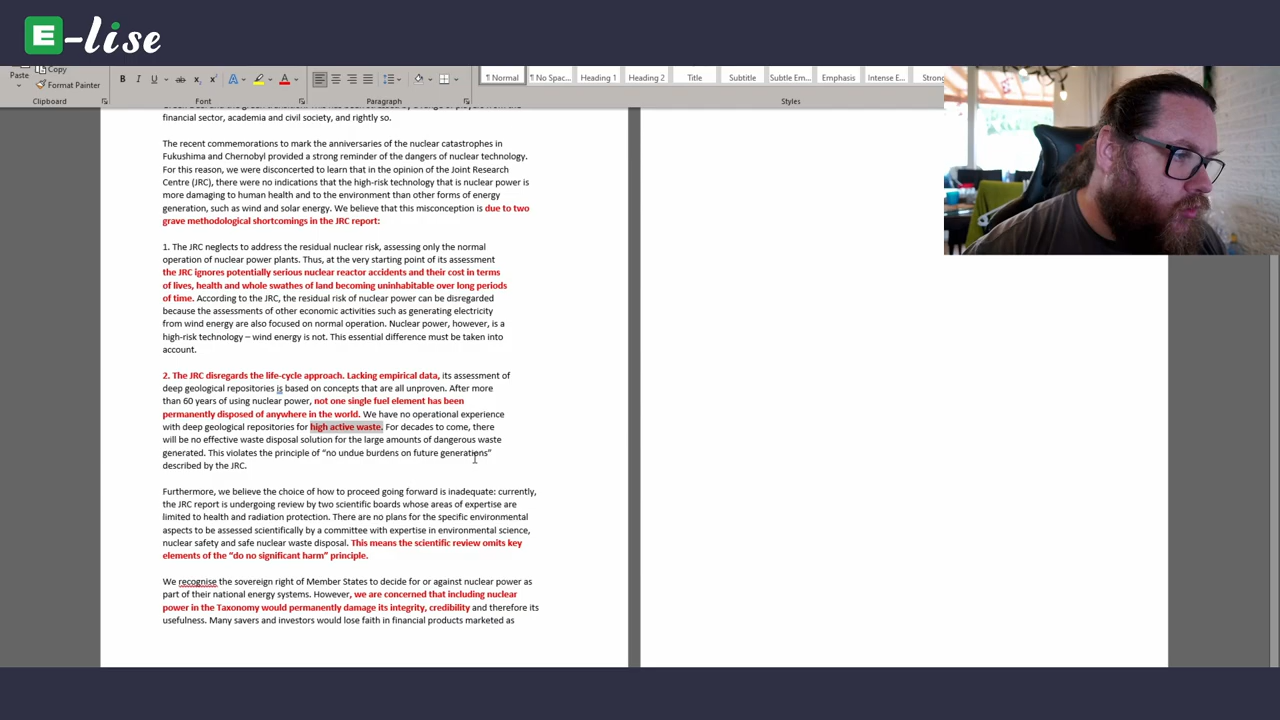 E-lise
Paste
Copy
Format Painter
B I U ab x₂ x² A A
¶ Normal
¶ No Spac...
Heading 1
Heading 2
Title
Subtitle
Subtle Em...
Emphasis
Intense E...
Strong
Clipboard
Font
Paragraph
Styles
financial sector, academia and civil society, and rightly so.
The recent commemorations to mark the anniversaries of the nuclear catastrophes in
Fukushima and Chernobyl provided a strong reminder of the dangers of nuclear technology.
For this reason, we were disconcerted to learn that in the opinion of the Joint Research
Centre (JRC), there were no indications that the high-risk technology that is nuclear power is
more damaging to human health and to the environment than other forms of energy
generation, such as wind and solar energy. We believe that this misconception is due to two
grave methodological shortcomings in the JRC report:
1. The JRC neglects to address the residual nuclear risk, assessing only the normal
operation of nuclear power plants. Thus, at the very starting point of its assessment
the JRC ignores potentially serious nuclear reactor accidents and their cost in terms
of lives, health and whole swathes of land becoming uninhabitable over long periods
of time. According to the JRC, the residual risk of nuclear power can be disregarded
because the assessments of other economic activities such as generating electricity
from wind energy are also focused on normal operation. Nuclear power, however, is a
high-risk technology – wind energy is not. This essential difference must be taken into
account.
2. The JRC disregards the life-cycle approach. Lacking empirical data, its assessment of
deep geological repositories is based on concepts that are all unproven. After more
than 60 years of using nuclear power, not one single fuel element has been
permanently disposed of anywhere in the world. We have no operational experience
with deep geological repositories for high active waste. For decades to come, there
will be no effective waste disposal solution for the large amounts of dangerous waste
generated. This violates the principle of “no undue burdens on future generations”
described by the JRC.
Furthermore, we believe the choice of how to proceed going forward is inadequate: currently,
the JRC report is undergoing review by two scientific boards whose areas of expertise are
limited to health and radiation protection. There are no plans for the specific environmental
aspects to be assessed scientifically by a committee with expertise in environmental science,
nuclear safety and safe nuclear waste disposal. This means the scientific review omits key
elements of the “do no significant harm” principle.
We recognise the sovereign right of Member States to decide for or against nuclear power as
part of their national energy systems. However, we are concerned that including nuclear
power in the Taxonomy would permanently damage its integrity, credibility and therefore its
usefulness. Many savers and investors would lose faith in financial products marketed as